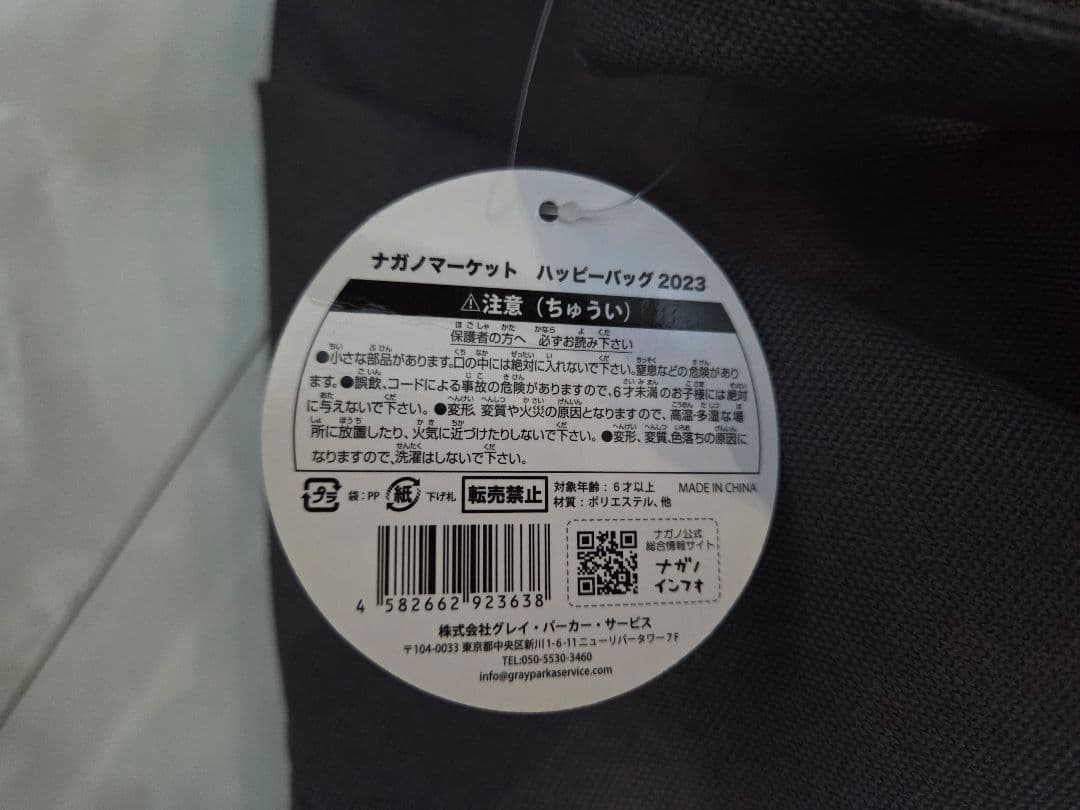 ナガノマーケット　ハッピーバッグ 2023
⚠注意（ちゅうい）
保護者の方へ　必ずお読み下さい
●小さな部品があります。口の中には絶対に入れないで下さい。窒息などの危険があり
ます。●誤飲、コードによる事故の危険がありますので、6才未満のお子様には絶対
に与えないで下さい。●変形、変質や火災の原因となりますので、高温・多湿な場
所に放置したり、火気に近づけたりしないで下さい。●変形、変質、色落ちの原因に
なりますので、洗濯はしないで下さい。
プラ 袋：PP 紙 下げ札 転売禁止 対象年齢：6才以上 MADE IN CHINA
材質：ポリエステル、他
ナガノ公式
総合情報サイト
ナガノ
インフォ
4 582662 923638
株式会社グレイ・パーカー・サービス
〒104-0033 東京都中央区新川1-6-11 ニューリバータワー7F
TEL:050-5530-3460
info@grayparkaservice.com